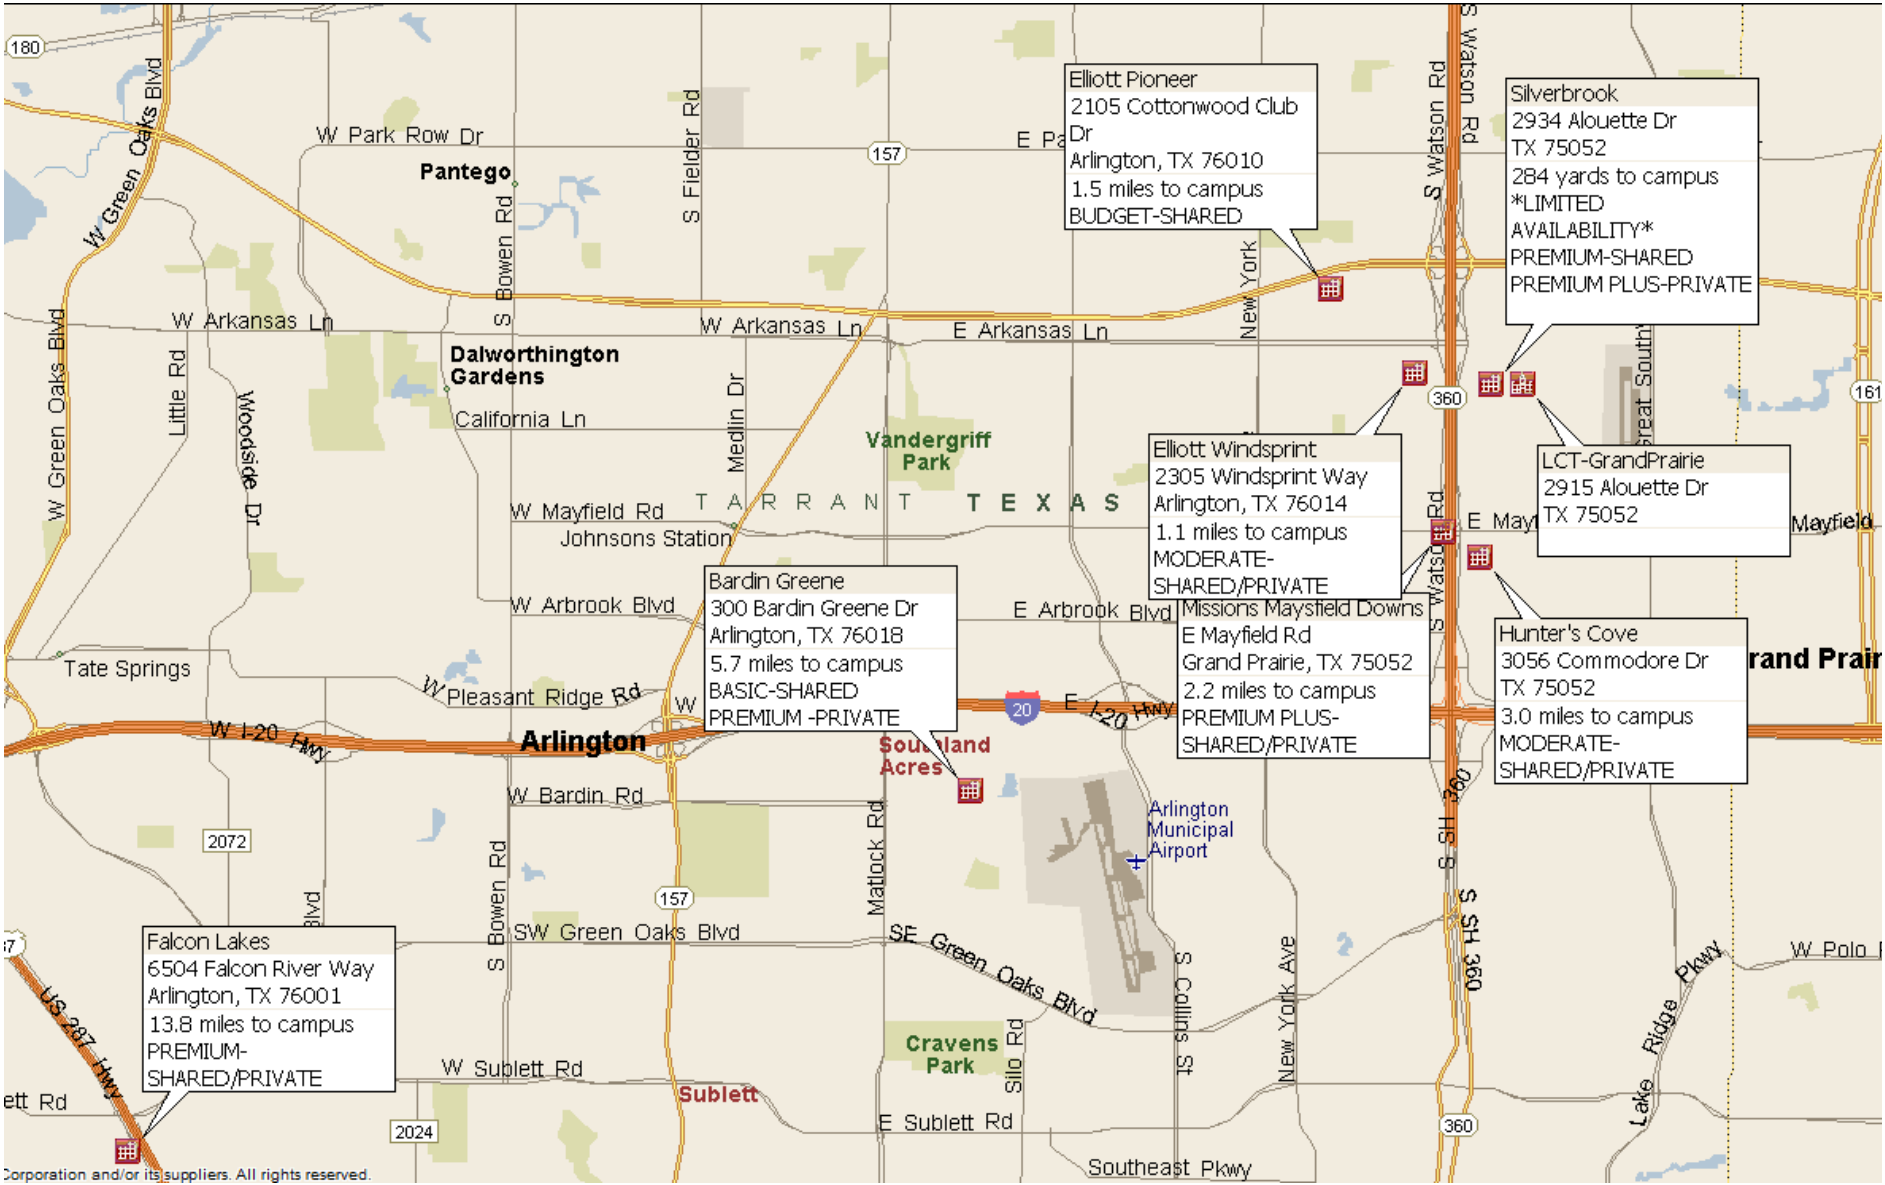 180
W Green Oaks Blvd
W Park Row Dr
Pantego
S Bowen Rd
S Fielder Rd
157
E Pa
New York
S Watson Rd
S Watson Rd
Elliott Pioneer
2105 Cottonwood Club
Dr
Arlington, TX 76010
1.5 miles to campus
BUDGET-SHARED
Silverbrook
2934 Alouette Dr
TX 75052
284 yards to campus
*LIMITED
AVAILABILITY*
PREMIUM-SHARED
PREMIUM PLUS-PRIVATE
W Green Oaks Blvd
W Arkansas Ln
W Arkansas Ln
E Arkansas Ln
Little Rd
Woodside Dr
Dalworthington
Gardens
California Ln
Medlin Dr
Vandergriff
Park
TARRANT
TEXAS
360
161
Elliott Windsprint
2305 Windsprint Way
Arlington, TX 76014
1.1 miles to campus
MODERATE-
SHARED/PRIVATE
LCT-GrandPrairie
2915 Alouette Dr
TX 75052
W Mayfield Rd
Johnsons Station
E Mayf
Mayfield
Bardin Greene
300 Bardin Greene Dr
Arlington, TX 76018
5.7 miles to campus
BASIC-SHARED
PREMIUM -PRIVATE
W Arbrook Blvd
E Arbrook Blvd
Missions Maysfield Downs
E Mayfield Rd
Grand Prairie, TX 75052
2.2 miles to campus
PREMIUM PLUS-
SHARED/PRIVATE
Hunter's Cove
3056 Commodore Dr
TX 75052
3.0 miles to campus
MODERATE-
SHARED/PRIVATE
rand Prair
Tate Springs
W Pleasant Ridge Rd
W
W I-20 Hwy
Arlington
20
E I-20 Hwy
Southland
Acres
W Bardin Rd
2072
Blvd
S Bowen Rd
157
Matlock Rd
Arlington
Municipal
Airport
S SH 360
S SH 360
SW Green Oaks Blvd
SE Green Oaks Blvd
S Collins St
New York Ave
Lake Ridge Pkwy
W Polo
Falcon Lakes
6504 Falcon River Way
Arlington, TX 76001
13.8 miles to campus
PREMIUM-
SHARED/PRIVATE
US 287 Hwy
ett Rd
W Sublett Rd
Sublett
2024
Cravens
Park
Silo Rd
E Sublett Rd
Southeast Pkwy
360
Corporation and/or its suppliers. All rights reserved.